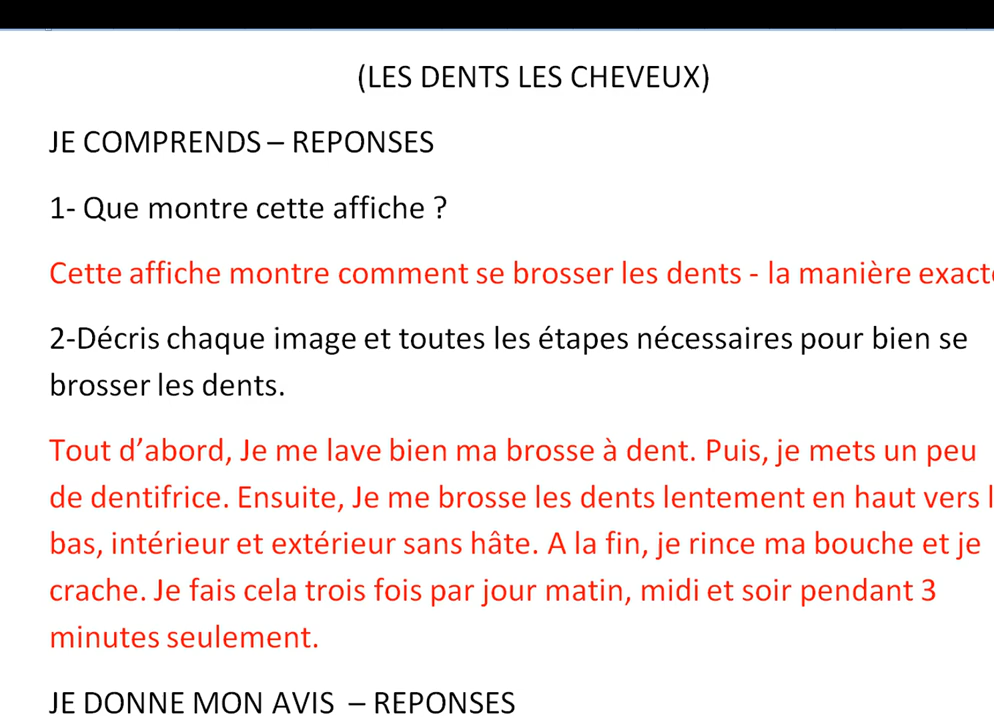 (LES DENTS LES CHEVEUX)
JE COMPRENDS – REPONSES
1- Que montre cette affiche ?
Cette affiche montre comment se brosser les dents - la manière
2-Décris chaque image et toutes les étapes nécessaires pour bien se
brosser les dents.
Tout d’abord, Je me lave bien ma brosse à dent. Puis, je mets un peu
de dentifrice. Ensuite, Je me brosse les dents lentement en haut vers
bas, intérieur et extérieur sans hâte. A la fin, je rince ma bouche et je
crache. Je fais cela trois fois par jour matin, midi et soir pendant 3
minutes seulement.
JE DONNE MON AVIS – REPONSES